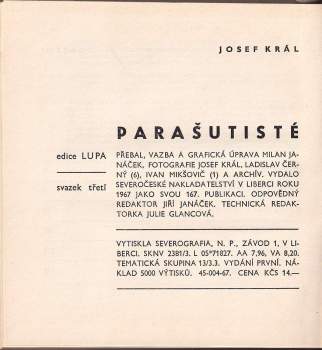 JOSEF KRÁL
PARAŠUTISTÉ
edice LUPA
svazek třetí
PŘEBAL, VAZBA A GRAFICKÁ ÚPRAVA MILAN JA-
NÁČEK, FOTOGRAFIE JOSEF KRÁL, LADISLAV ČER-
NÝ (6), IVAN MIKŠOVIČ (1) A ARCHÍV. VYDALO
SEVEROČESKÉ NAKLADATELSTVÍ V LIBERCI ROKU
1967 JAKO SVOU 167. PUBLIKACI. ODPOVĚDNÝ
REDAKTOR JIŘÍ JANÁČEK. TECHNICKÁ REDAK-
TORKA JULIE GLANCOVÁ.
VYTISKLA SEVEROGRAFIA, N. P., ZÁVOD 1, V LI-
BERCI. SKNV 2381/3. L 05*71827. AA 7,96, VA 8,20.
TEMATICKÁ SKUPINA 13/3.3. VYDÁNÍ PRVNÍ. NÁ-
KLAD 5000 VÝTISKŮ. 45-004-67. CENA KČS 14.—